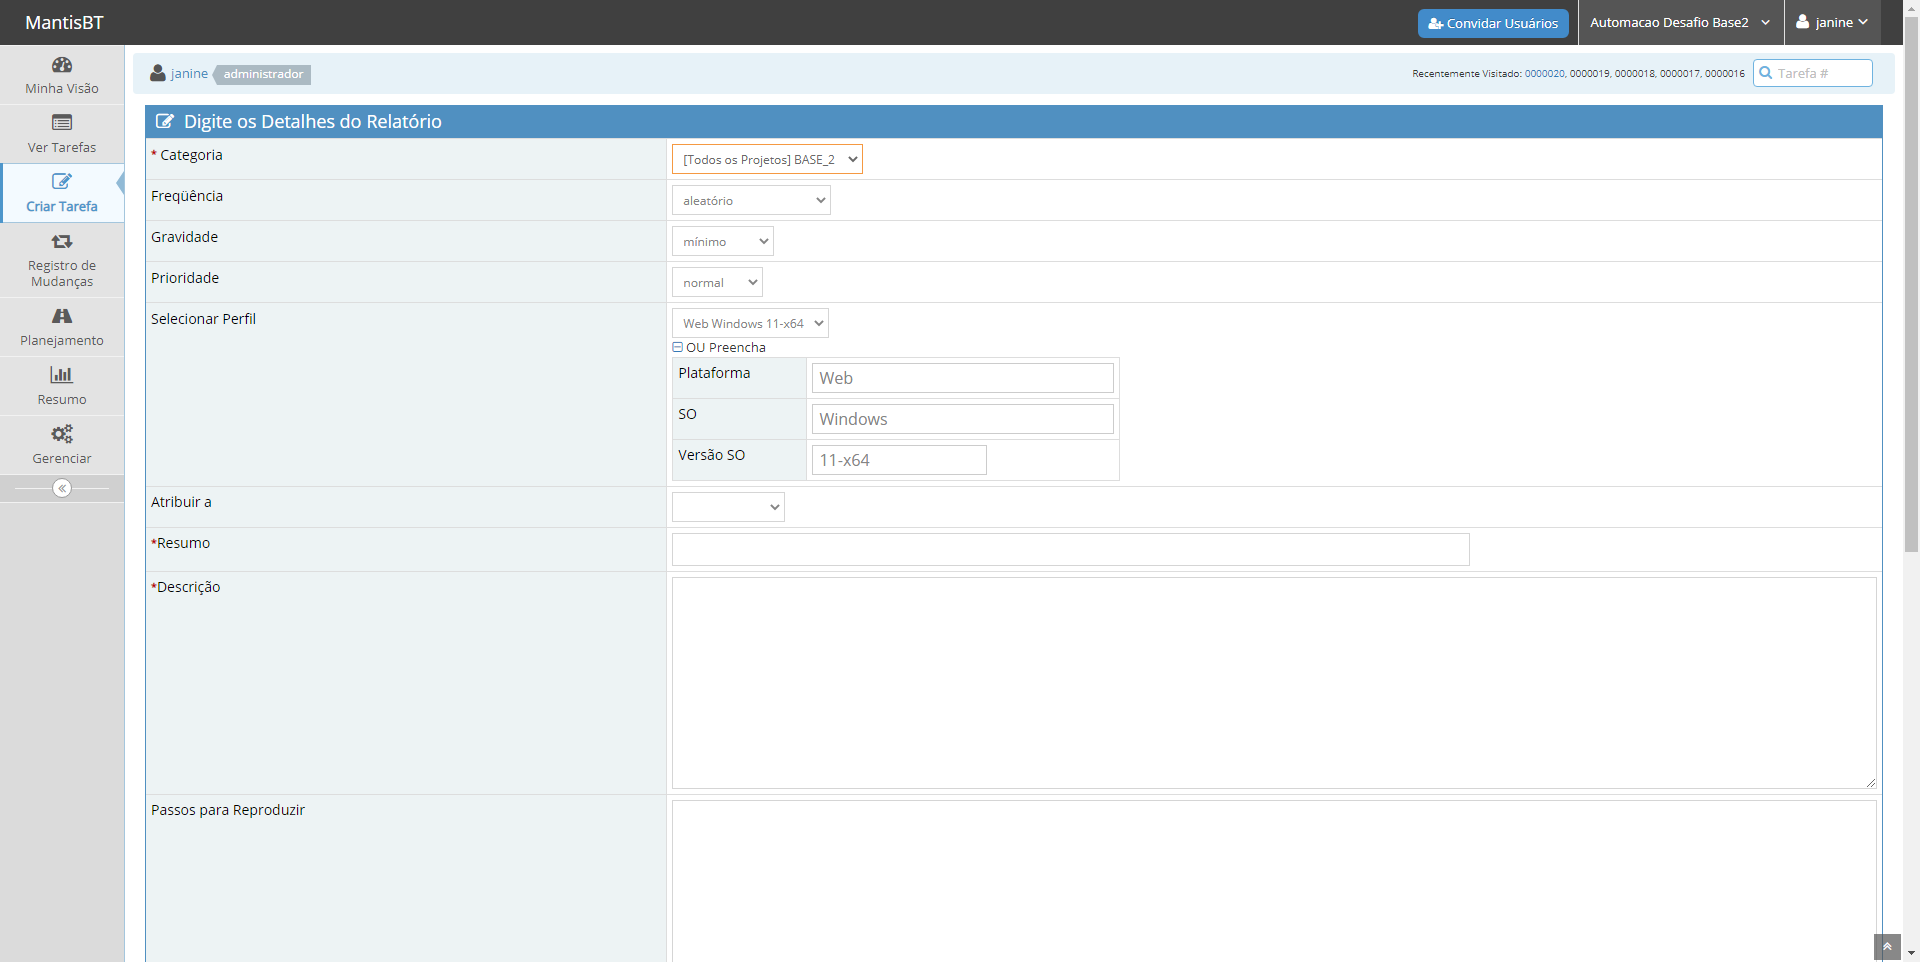 MantisBT
Convidar Usuários
Automacao Desafio Base2
janine
Minha Visão
Ver Tarefas
Criar Tarefa
Registro de
Mudanças
Planejamento
Resumo
Gerenciar
janine administrador
Recentemente Visitado: 0000020, 0000019, 0000018, 0000017, 0000016
Tarefa #
Digite os Detalhes do Relatório
* Categoria
[Todos os Projetos] BASE_2
Freqüência
aleatório
Gravidade
mínimo
Prioridade
normal
Selecionar Perfil
Web Windows 11-x64
OU Preencha
Plataforma
Web
SO
Windows
Versão SO
11-x64
Atribuir a
*Resumo
*Descrição
Passos para Reproduzir